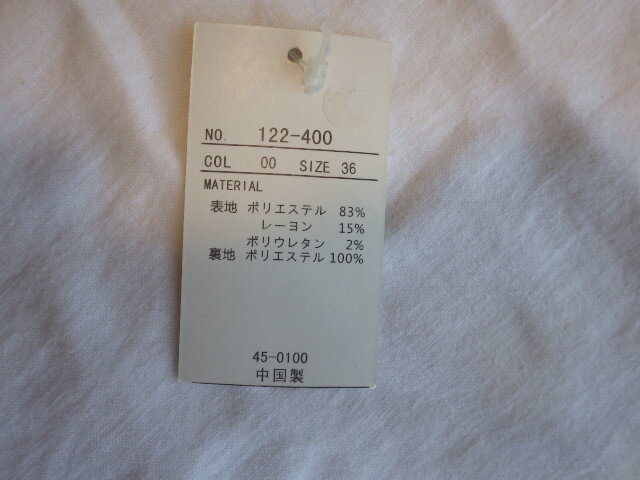 NO. 122-400
COL 00 SIZE 36
MATERIAL
表地 ポリエステル 83%
レーヨン 15%
ポリウレタン 2%
裏地 ポリエステル 100%
45-0100
中国製